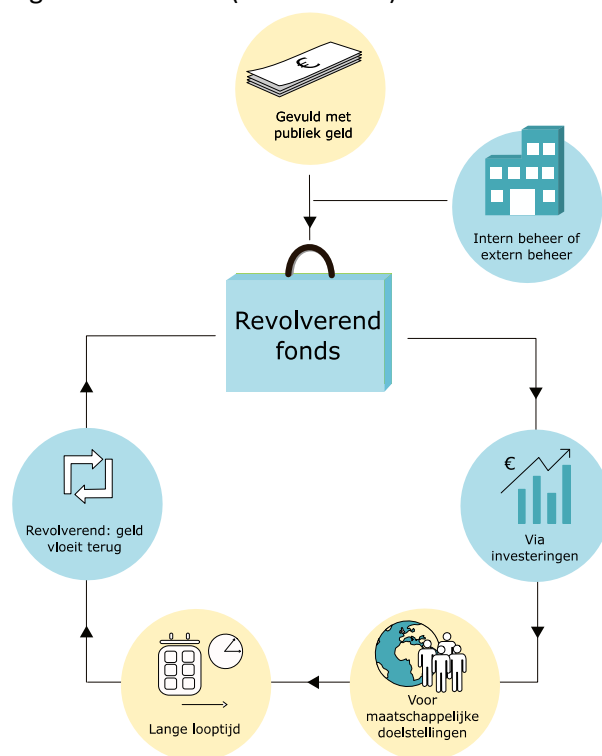 Gevuld met
publiek geld
Intern beheer of
extern beheer
Revolverend
fonds
€
Via
investeringen
Voor
maatschappelijke
doelstellingen
Lange looptijd
Revolverend: geld
vloeit terug